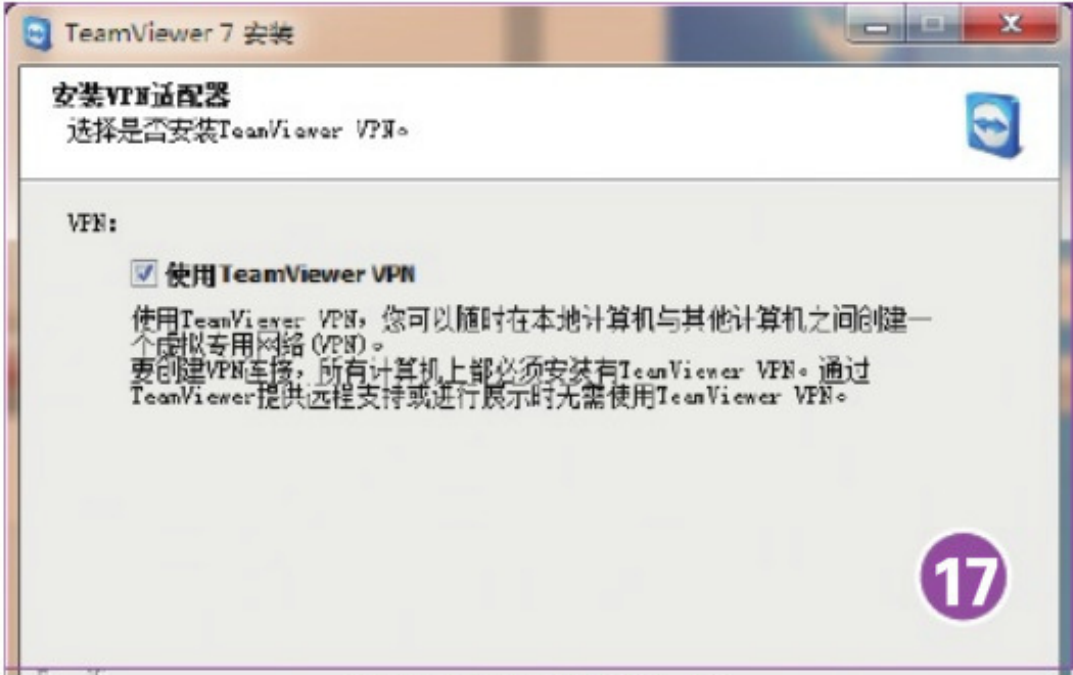 TeamViewer 7 安装
安装VPN适配器
选择是否安装TeamViewer VPN。
VPN:
使用TeamViewer VPN
使用TeamViewer VPN，您可以随时在本地计算机与其他计算机之间创建一
个虚拟专用网络(VPN)。
要创建VPN连接，所有计算机上都必须安装有TeamViewer VPN。通过
TeamViewer提供远程支持或进行展示时无需使用TeamViewer VPN。
17